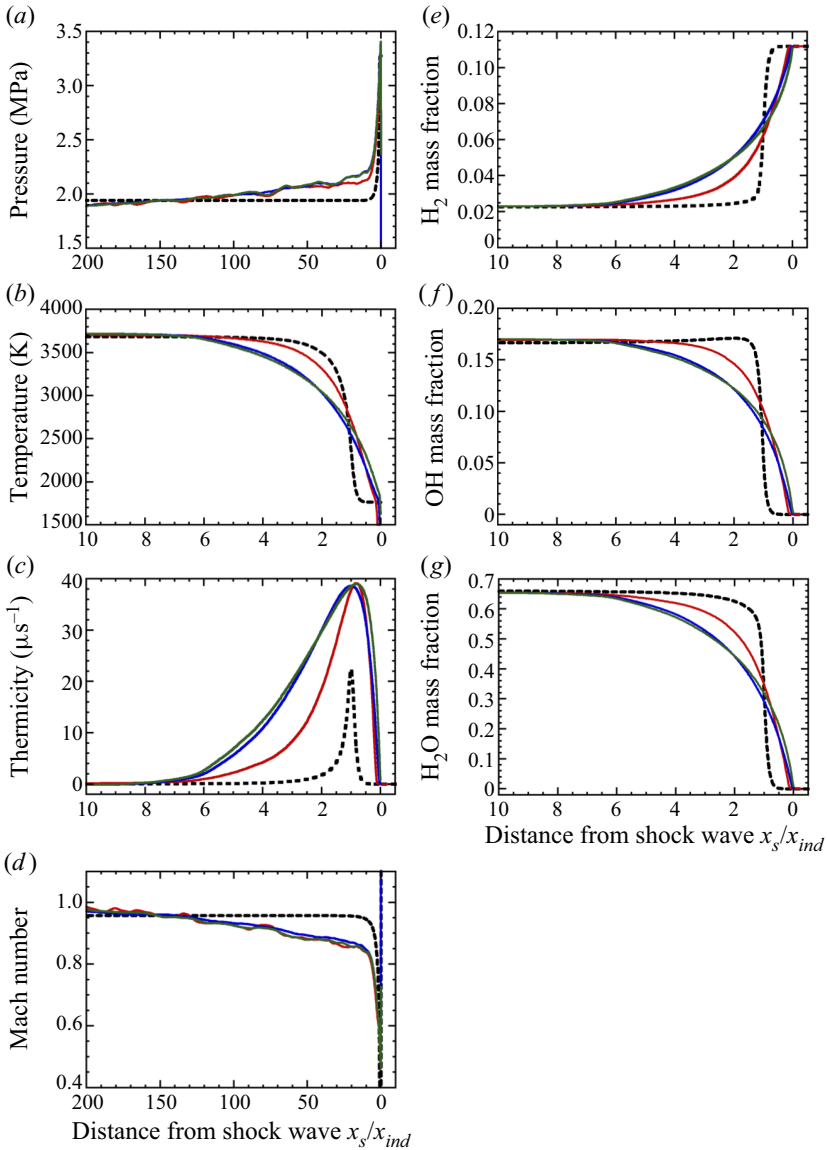 (a)
Pressure (MPa)
3.5
3.0
2.5
2.0
1.5
200 150 100 50 0
(b)
Temperature (K)
4000
3500
3000
2500
2000
1500
10 8 6 4 2 0
(c)
Thermicity (μs⁻¹)
40
30
20
10
0
10 8 6 4 2 0
(d)
Mach number
1.0
0.8
0.6
0.4
200 150 100 50 0
Distance from shock wave xₛ/x_ind
(e)
H₂ mass fraction
0.12
0.10
0.08
0.06
0.04
0.02
0
10 8 6 4 2 0
(f)
OH mass fraction
0.20
0.15
0.10
0.05
0
10 8 6 4 2 0
(g)
H₂O mass fraction
0.7
0.6
0.5
0.4
0.3
0.2
0.1
0
10 8 6 4 2 0
Distance from shock wave xₛ/x_ind